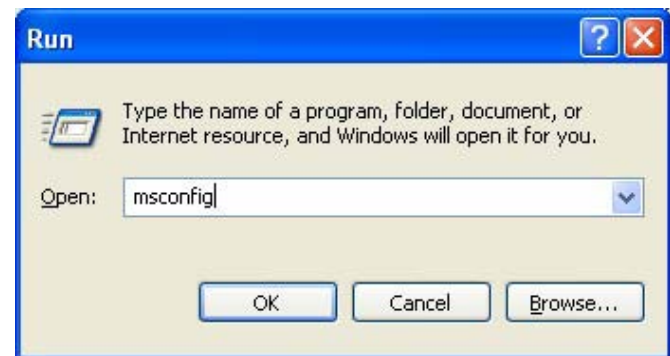 Run
Type the name of a program, folder, document, or
Internet resource, and Windows will open it for you.
Open: msconfig
OK Cancel Browse...